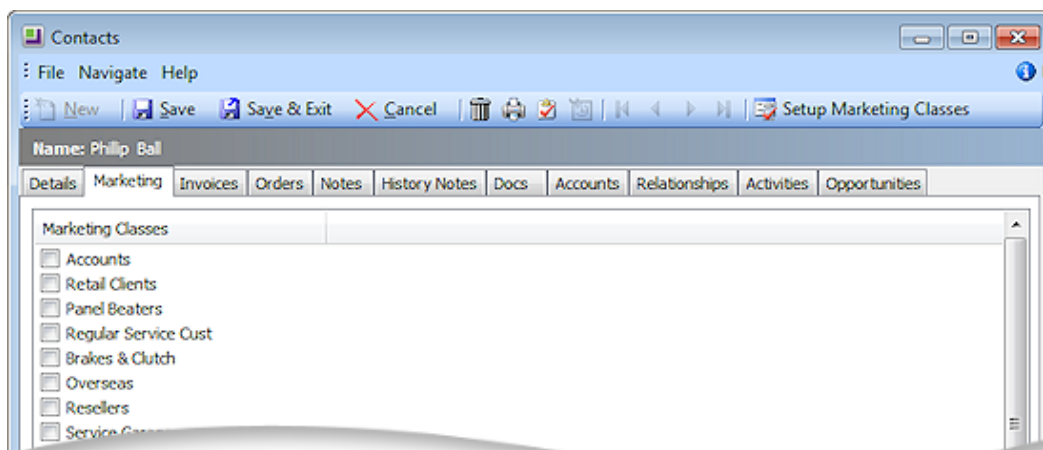 Contacts
File Navigate Help
New Save Save & Exit Cancel Setup Marketing Classes
Name: Philip Ball
Details Marketing Invoices Orders Notes History Notes Docs Accounts Relationships Activities Opportunities
Marketing Classes
Accounts
Retail Clients
Panel Beaters
Regular Service Cust
Brakes & Clutch
Overseas
Resellers
Service